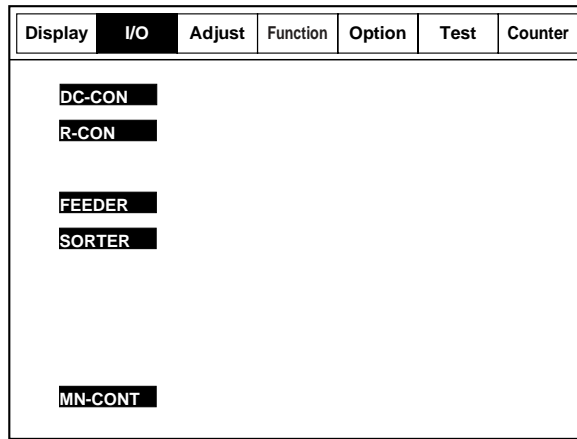 Display I/O Adjust Function Option Test Counter
DC-CON
R-CON
FEEDER
SORTER
MN-CONT